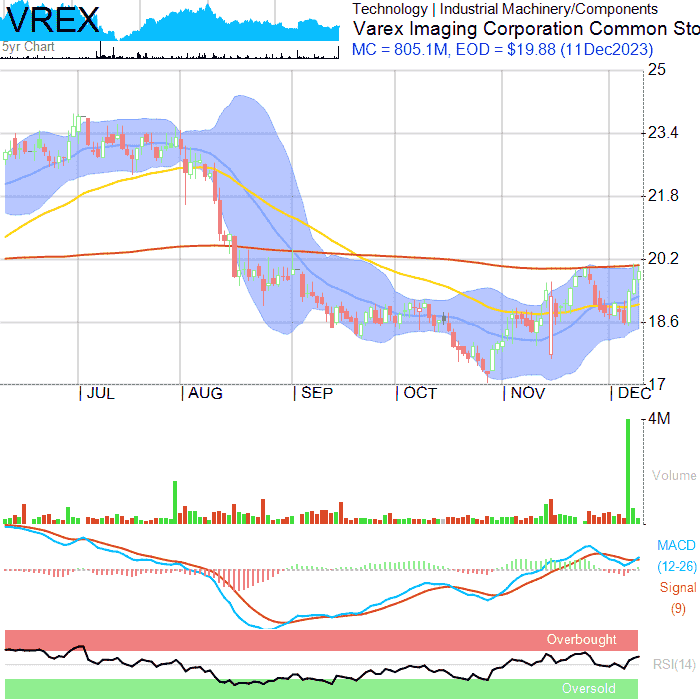 VREX
5yr Chart
Technology | Industrial Machinery/Components
Varex Imaging Corporation Common Sto
MC = 805.1M, EOD = $19.88 (11Dec2023)
25
23.4
21.8
20.2
18.6
17
JUL AUG SEP OCT NOV DEC
4M
Volume
MACD
(12-26)
Signal
(9)
Overbought
RSI(14)
Oversold